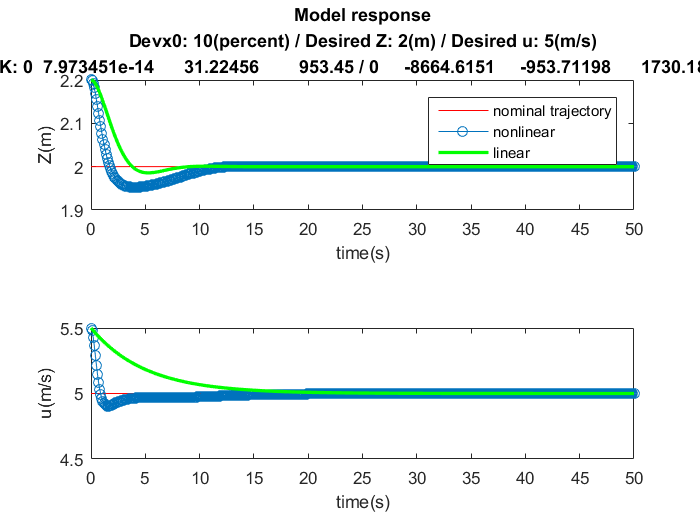 Model response
Devx0: 10(percent) / Desired Z: 2(m) / Desired u: 5(m/s)
K: 0 7.973451e-14 31.22456 953.45 / 0 -8664.6151 -953.71198 1730.18
2.2
2.1
2
1.9
Z(m)
nominal trajectory
nonlinear
linear
0 5 10 15 20 25 30 35 40 45 50
time(s)
5.5
5
4.5
u(m/s)
0 5 10 15 20 25 30 35 40 45 50
time(s)